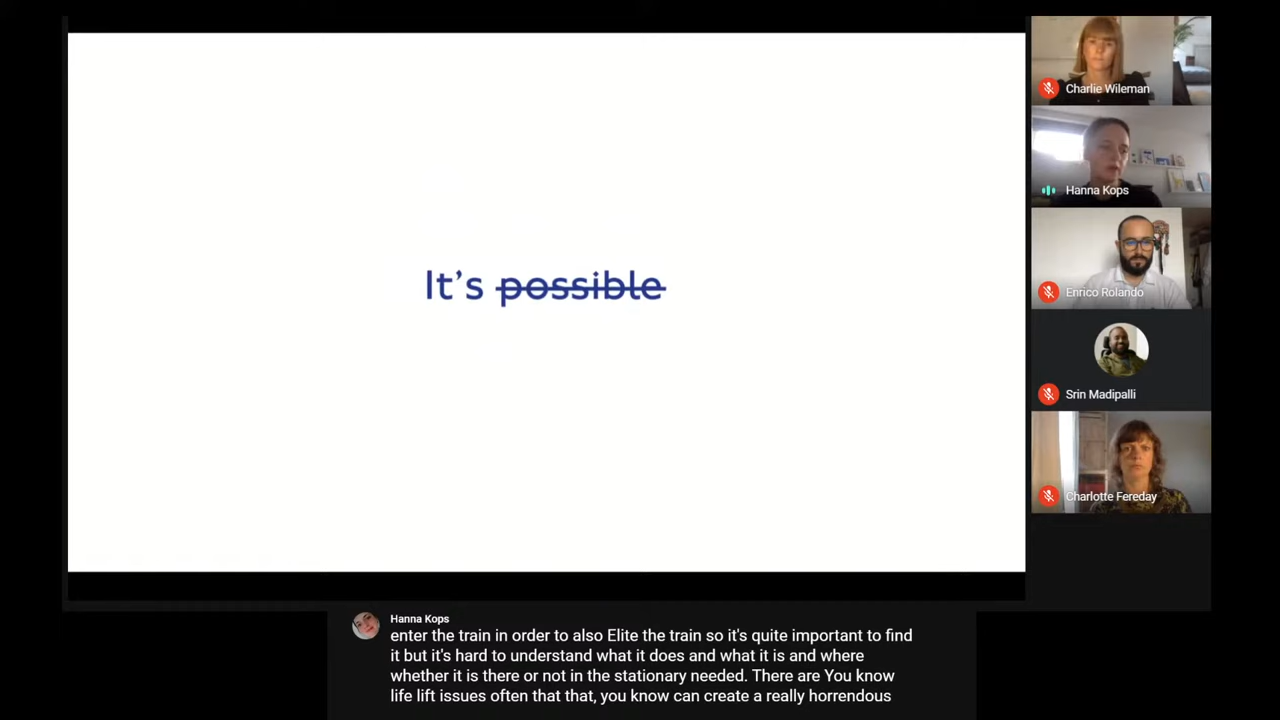 It's possible
Charlie Wileman
Hanna Kops
Enrico Rolando
Srin Madipalli
Charlotte Fereday
Hanna Kops
enter the train in order to also Elite the train so it's quite important to find
it but it's hard to understand what it does and what it is and where
whether it is there or not in the stationary needed. There are You know
life lift issues often that that, you know can create a really horrendous